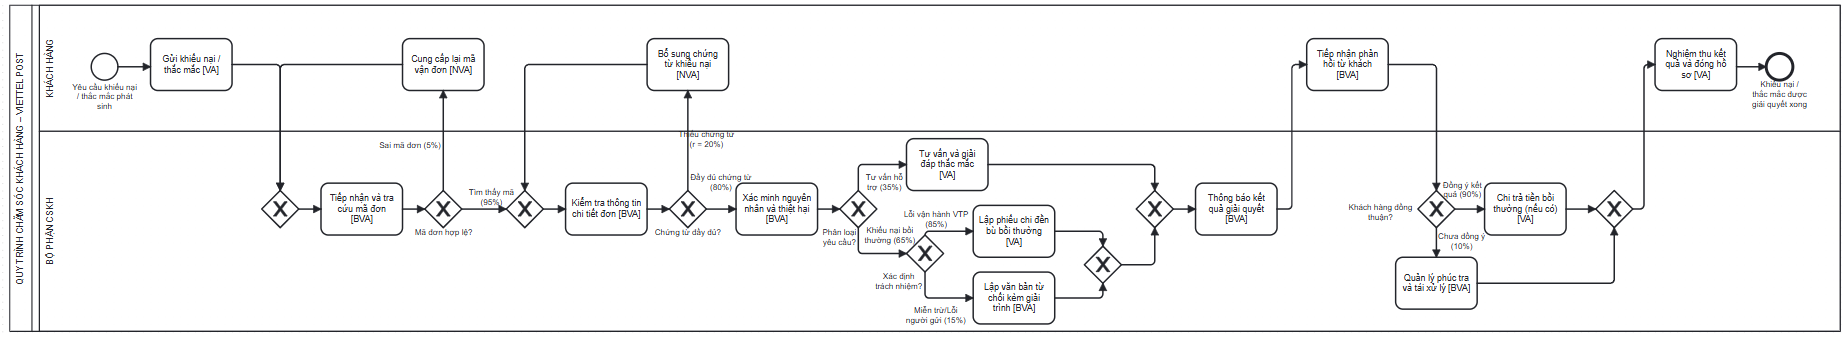 QUY TRÌNH CHĂM SÓC KHÁCH HÀNG – VIETTEL POST
KHÁCH HÀNG
BỘ PHẬN CSKH
Yêu cầu khiếu nại
/ thắc mắc phát
sinh
Gửi khiếu nại /
thắc mắc [VA]
Cung cấp lại mã
vận đơn [NVA]
Bổ sung chứng
từ khiếu nại
[NVA]
Tiếp nhận phản
hồi từ khách
[BVA]
Nghiệm thu kết
quả và đóng hồ
sơ [VA]
Khiếu nại /
thắc mắc được
giải quyết xong
Tiếp nhận và tra
cứu mã đơn
[BVA]
Sai mã đơn (5%)
Mã đơn hợp lệ?
Tìm thấy mã
(95%)
Kiểm tra thông tin
chi tiết đơn [BVA]
Thiếu chứng từ
(r = 20%)
Chứng từ đầy đủ?
Đầy đủ chứng từ
(80%)
Xác minh nguyên
nhân và thiệt hại
[BVA]
Phân loại
yêu cầu?
Tư vấn hỗ
trợ (35%)
Tư vấn và giải
đáp thắc mắc
[VA]
Khiếu nại bồi
thường (65%)
Xác định
trách nhiệm?
Lỗi vận hành VTP
(85%)
Lập phiếu chi đền
bù bồi thường
[VA]
Miễn trừ/Lỗi
người gửi (15%)
Lập văn bản từ
chối kèm giải
trình [BVA]
Thông báo kết
quả giải quyết
[BVA]
Khách hàng đồng
thuận?
Đồng ý kết
quả (90%)
Chi trả tiền bồi
thường (nếu có)
[VA]
Chưa đồng ý
(10%)
Quản lý phúc tra
và tái xử lý [BVA]